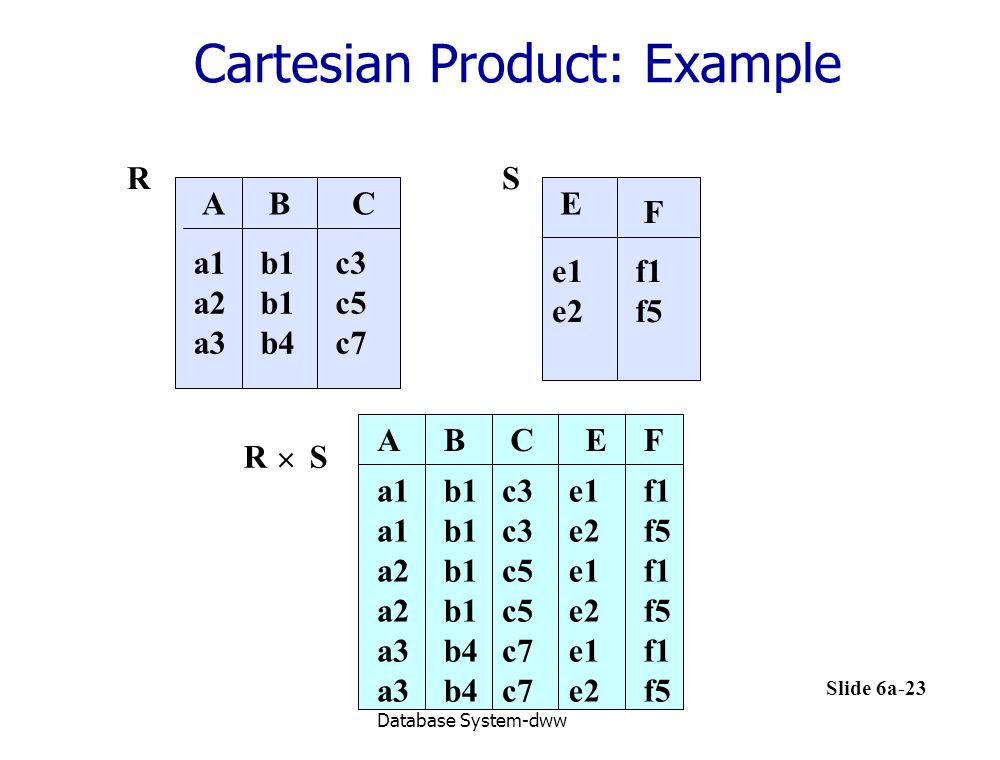 Cartesian Product: Example
R
A B C
a1 b1 c3
a2 b1 c5
a3 b4 c7
S
E F
e1 f1
e2 f5
R × S
A B C E F
a1 b1 c3 e1 f1
a1 b1 c3 e2 f5
a2 b1 c5 e1 f1
a2 b1 c5 e2 f5
a3 b4 c7 e1 f1
a3 b4 c7 e2 f5
Slide 6a-23
Database System-dww